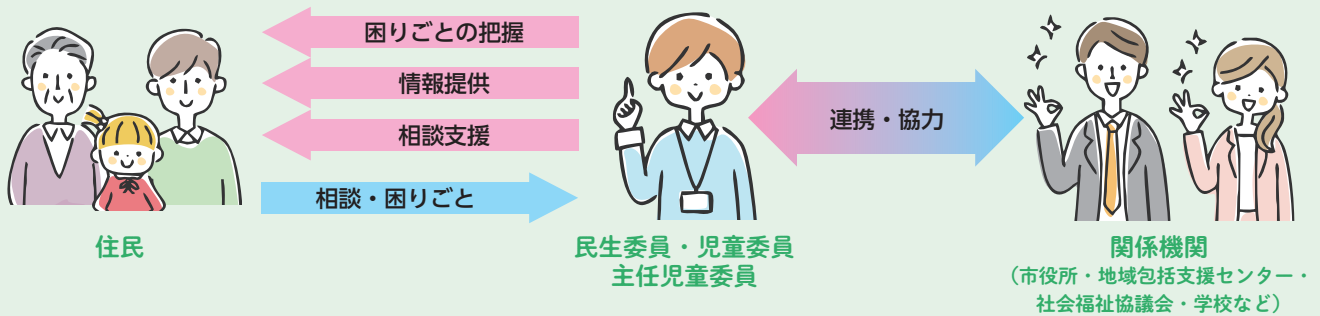 困りごとの把握
情報提供
相談支援
相談・困りごと
連携・協力
住民
民生委員・児童委員
主任児童委員
関係機関
（市役所・地域包括支援センター・
社会福祉協議会・学校など）